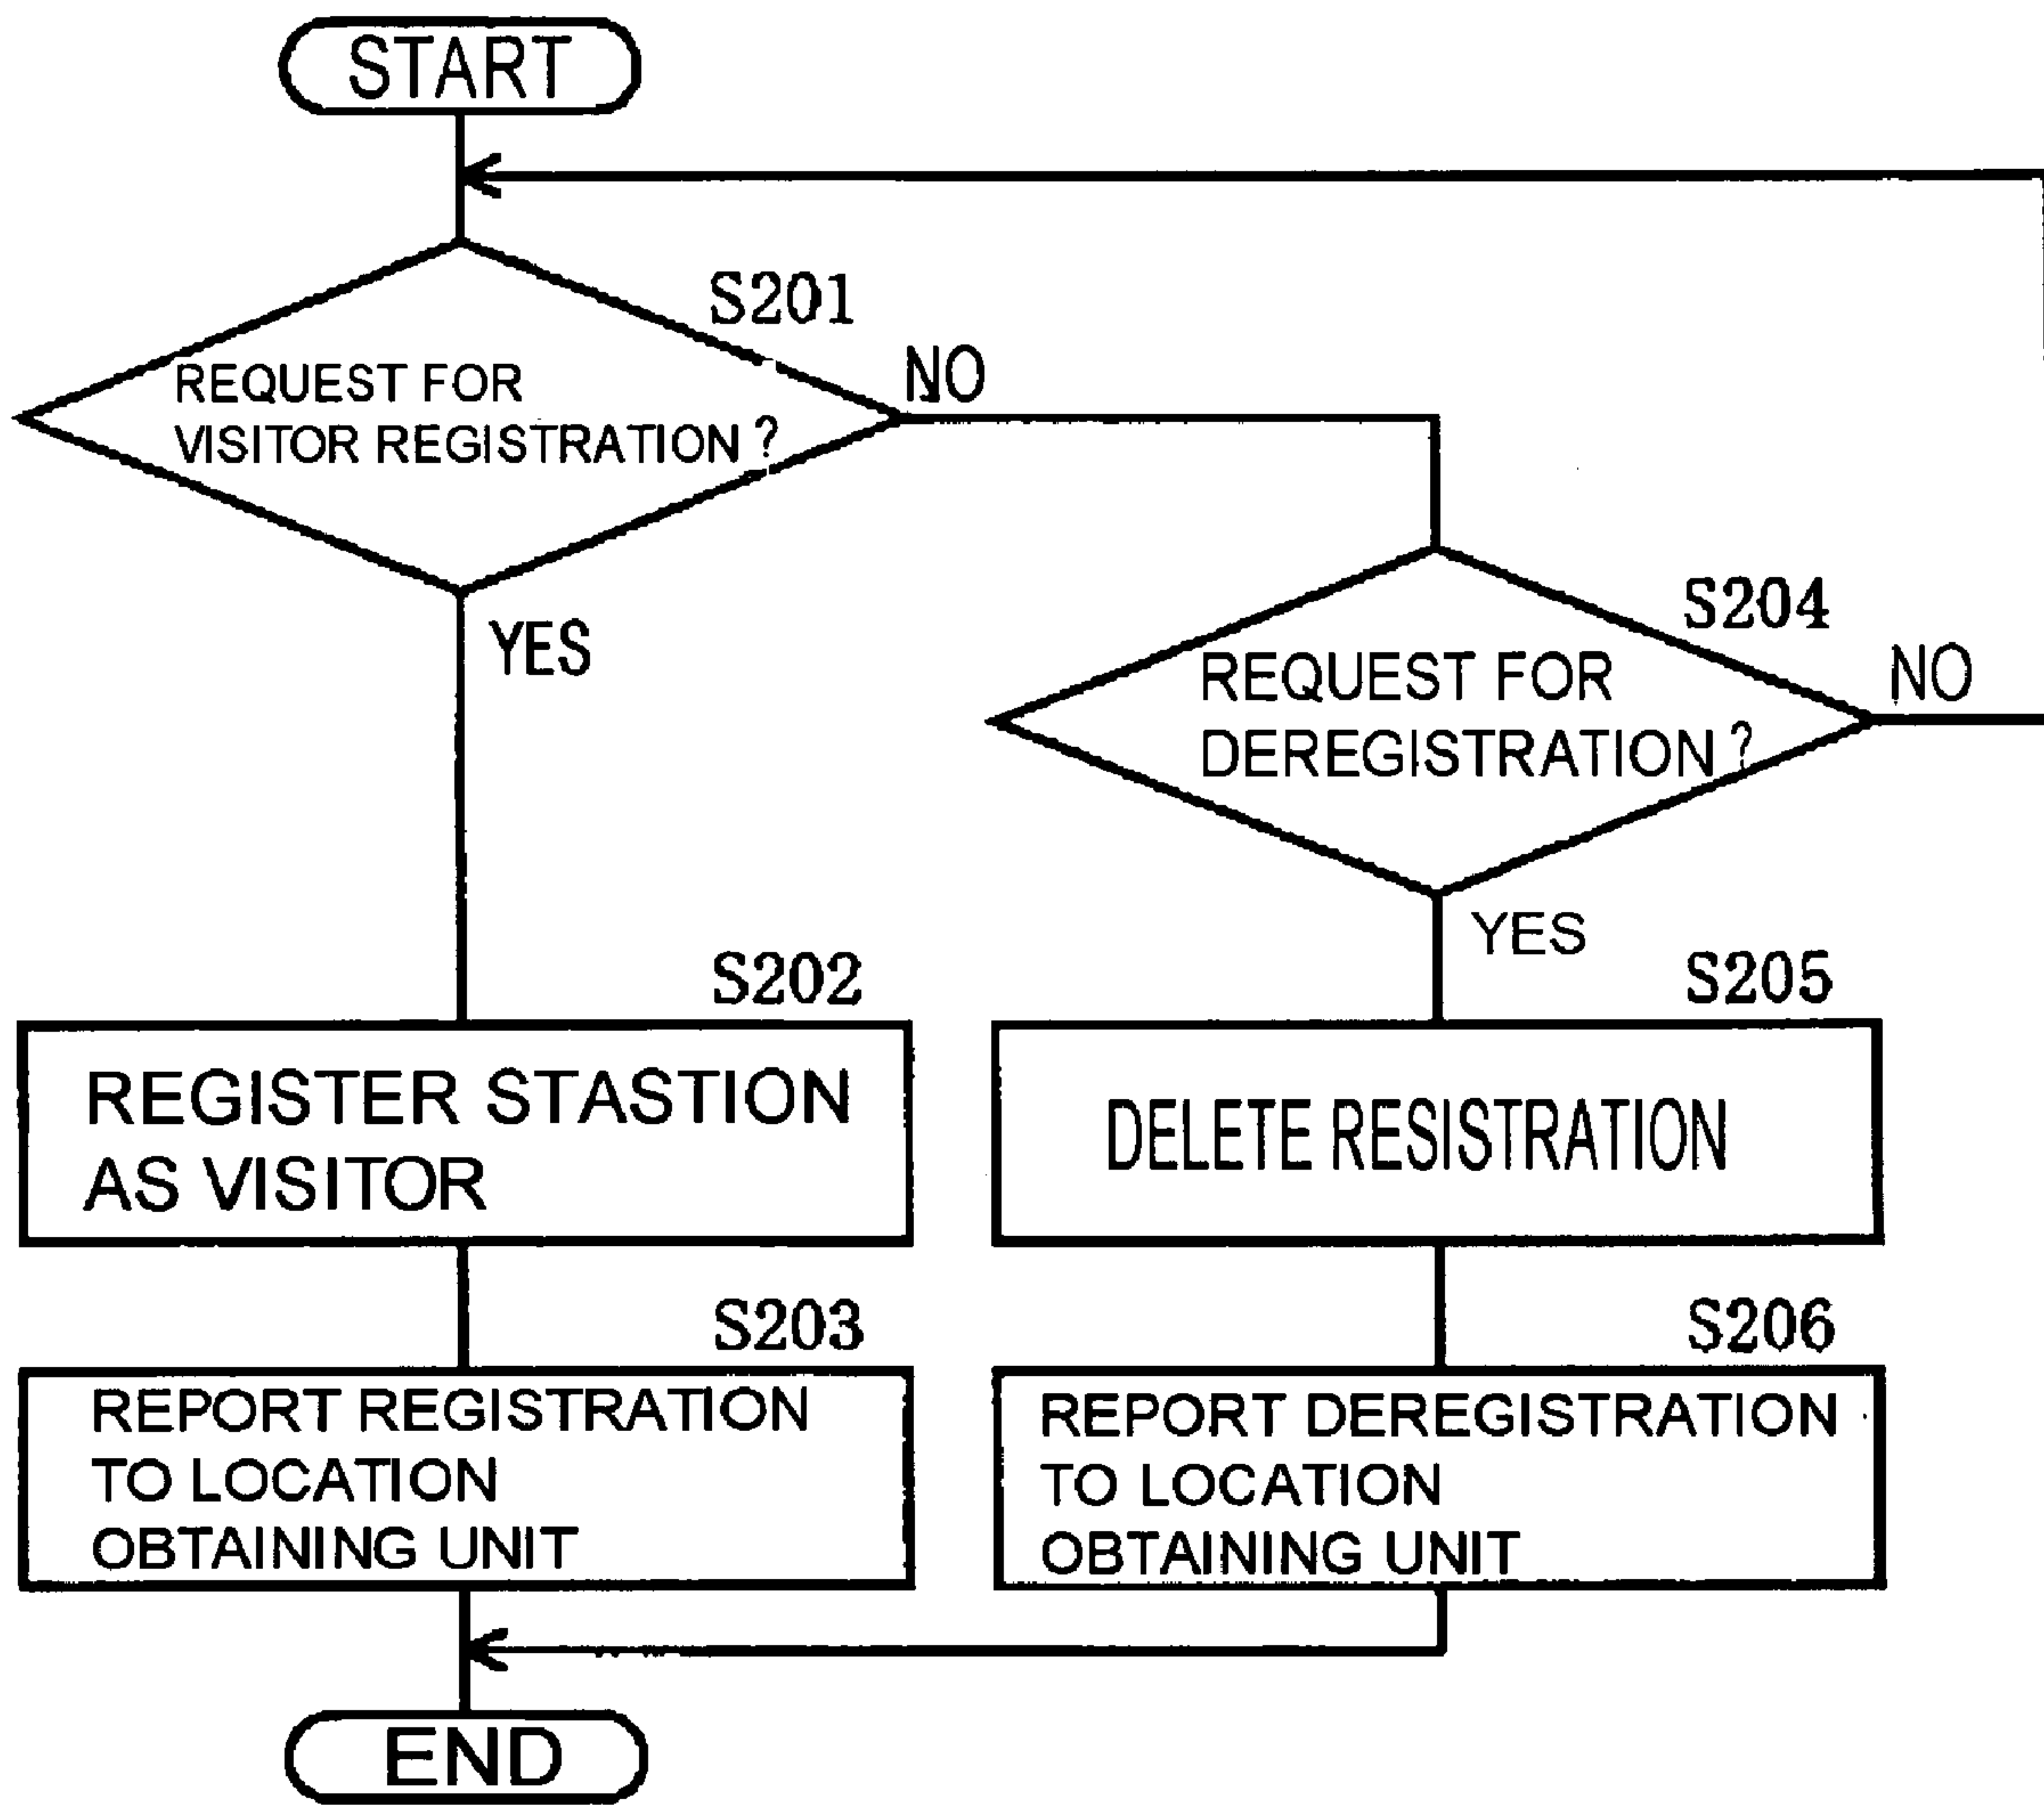 START
S201
REQUEST FOR
VISITOR REGISTRATION ?
NO
YES
S204
REQUEST FOR
DEREGISTRATION ?
NO
YES
S202
REGISTER STASTION
AS VISITOR
S205
DELETE RESISTRATION
S203
REPORT REGISTRATION
TO LOCATION
OBTAINING UNIT
S206
REPORT DEREGISTRATION
TO LOCATION
OBTAINING UNIT
END